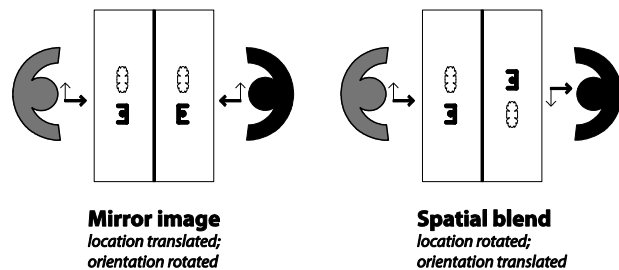 Mirror image
location translated;
orientation rotated
Spatial blend
location rotated;
orientation translated